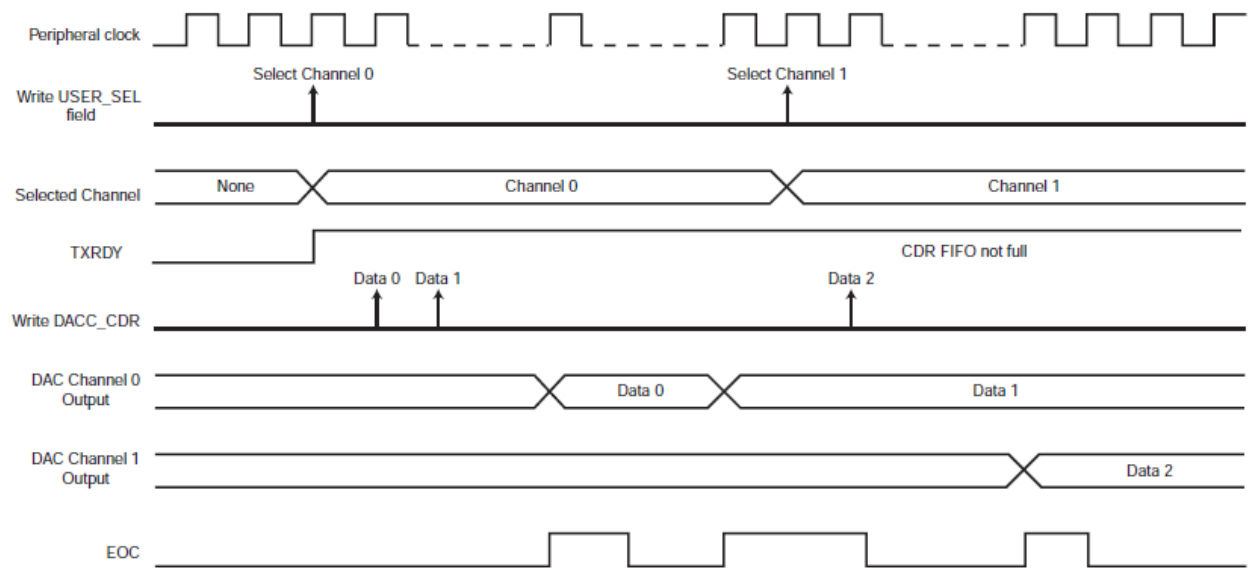 Peripheral clock
Select Channel 0
Select Channel 1
Write USER_SEL
field
Selected Channel
None
Channel 0
Channel 1
TXRDY
CDR FIFO not full
Data 0
Data 1
Data 2
Write DACC_CDR
DAC Channel 0
Output
Data 0
Data 1
DAC Channel 1
Output
Data 2
EOC